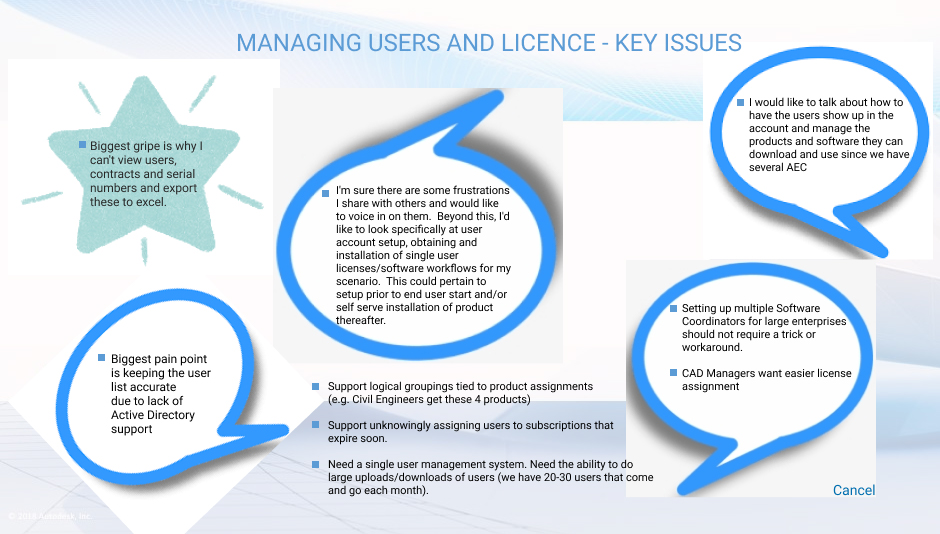 MANAGING USERS AND LICENCE - KEY ISSUES
Biggest gripe is why I
can't view users,
contracts and serial
numbers and export
these to excel.
I'm sure there are some frustrations
I share with others and would like
to voice in on them.  Beyond this, I'd
like to look specifically at user
account setup, obtaining and
installation of single user
licenses/software workflows for my
scenario.  This could pertain to
setup prior to end user start and/or
self serve installation of product
thereafter.
I would like to talk about how to
have the users show up in the
account and manage the
products and software they can
download and use since we have
several AEC
Biggest pain point
is keeping the user
list accurate
due to lack of
Active Directory
support
Setting up multiple Software
Coordinators for large enterprises
should not require a trick or
workaround.
CAD Managers want easier license
assignment
Support logical groupings tied to product assignments
(e.g. Civil Engineers get these 4 products)
Support unknowingly assigning users to subscriptions that
expire soon.
Need a single user management system. Need the ability to do
large uploads/downloads of users (we have 20-30 users that come
and go each month).
Cancel
© 2018 Autodesk, Inc.